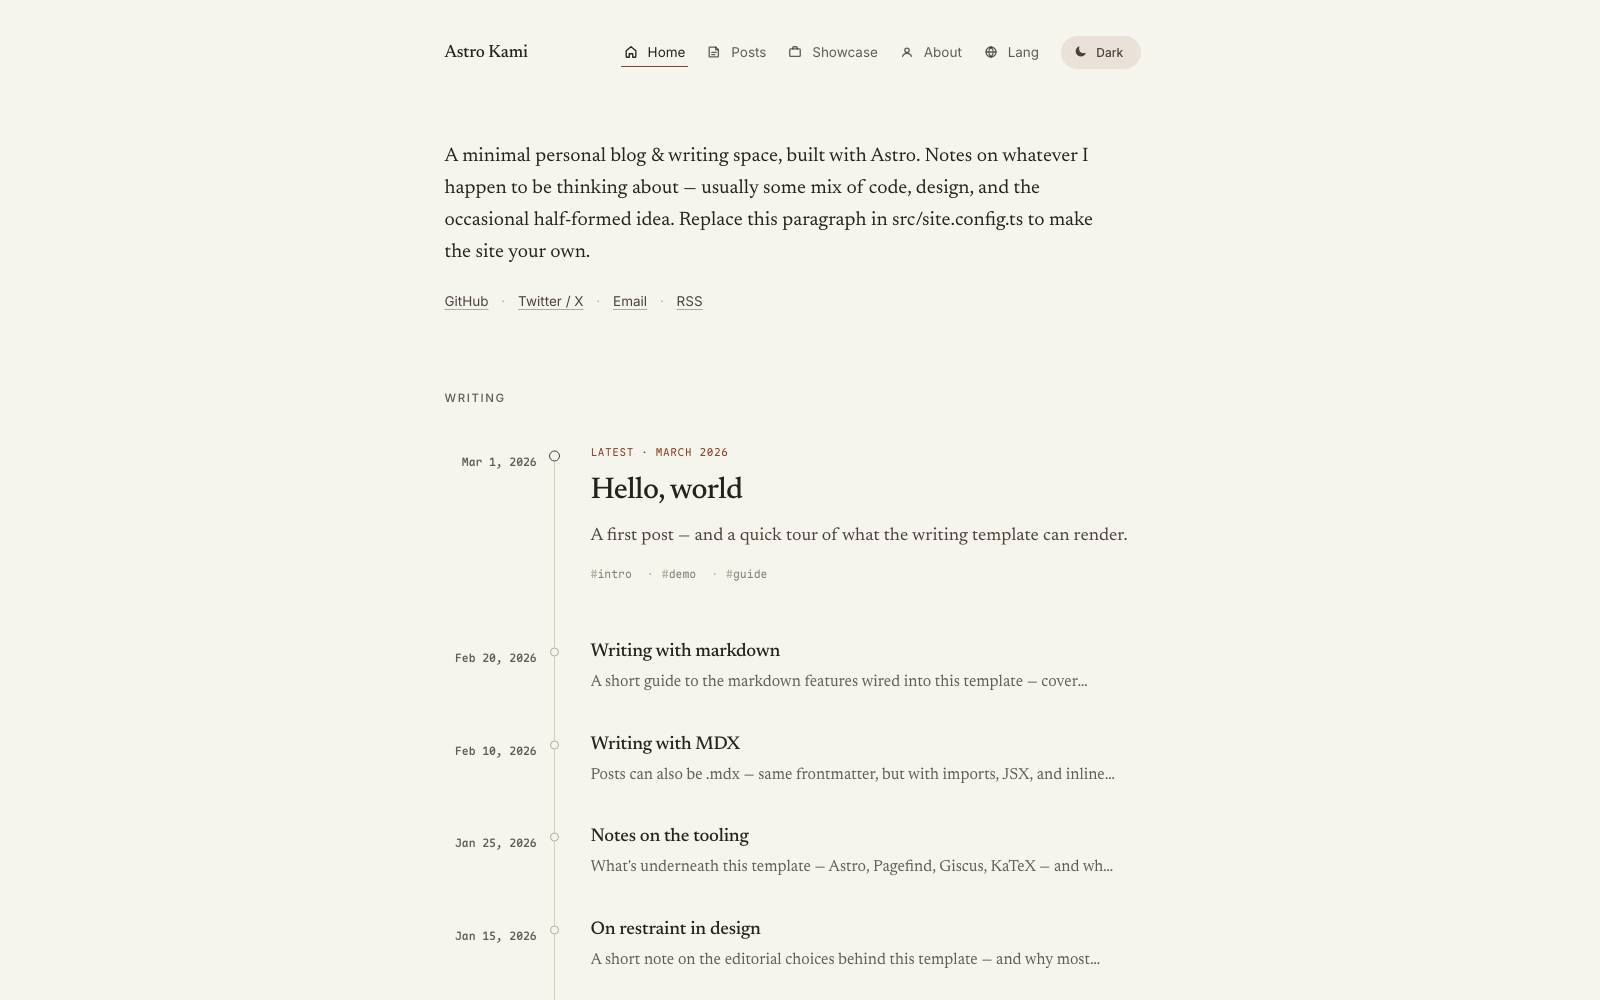 Astro Kami
Home Posts Showcase About Lang Dark
A minimal personal blog & writing space, built with Astro. Notes on whatever I
happen to be thinking about — usually some mix of code, design, and the
occasional half-formed idea. Replace this paragraph in src/site.config.ts to make
the site your own.
GitHub · Twitter / X · Email · RSS
WRITING
Mar 1, 2026
LATEST · MARCH 2026
Hello, world
A first post — and a quick tour of what the writing template can render.
#intro · #demo · #guide
Feb 20, 2026
Writing with markdown
A short guide to the markdown features wired into this template — cover…
Feb 10, 2026
Writing with MDX
Posts can also be .mdx — same frontmatter, but with imports, JSX, and inline…
Jan 25, 2026
Notes on the tooling
What's underneath this template — Astro, Pagefind, Giscus, KaTeX — and wh…
Jan 15, 2026
On restraint in design
A short note on the editorial choices behind this template — and why most…